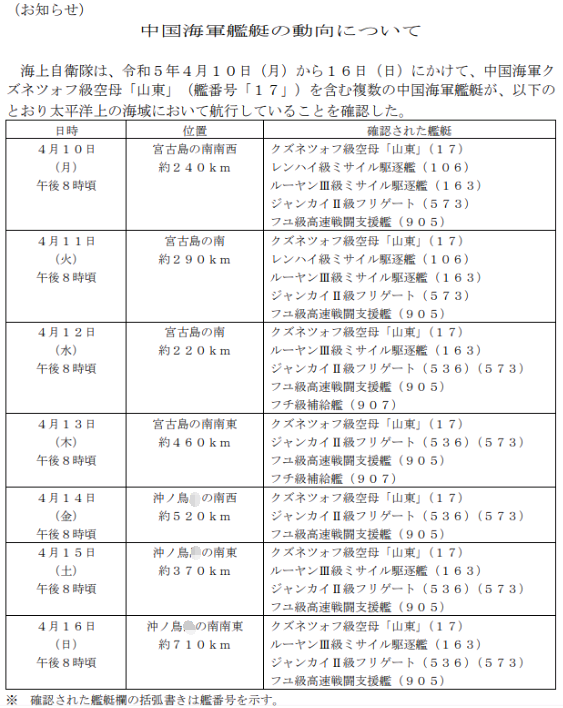 （お知らせ）
中国海軍艦艇の動向について
海上自衛隊は、令和５年４月１０日（月）から１６日（日）にかけて、中国海軍ク
ズネツォフ級空母「山東」（艦番号「１７」）を含む複数の中国海軍艦艇が、以下の
とおり太平洋上の海域において航行していることを確認した。
日時 位置 確認された艦艇
４月１０日 宮古島の南南西 クズネツォフ級空母「山東」（１７）
（月） 約２４０ｋｍ レンハイ級ミサイル駆逐艦（１０６）
午後８時頃 ルーヤンⅢ級ミサイル駆逐艦（１６３）
ジャンカイⅡ級フリゲート（５７３）
フユ級高速戦闘支援艦（９０５）
４月１１日 宮古島の南 クズネツォフ級空母「山東」（１７）
（火） 約２９０ｋｍ レンハイ級ミサイル駆逐艦（１０６）
午後８時頃 ルーヤンⅢ級ミサイル駆逐艦（１６３）
ジャンカイⅡ級フリゲート（５７３）
フユ級高速戦闘支援艦（９０５）
４月１２日 宮古島の南 クズネツォフ級空母「山東」（１７）
（水） 約２２０ｋｍ ルーヤンⅢ級ミサイル駆逐艦（１６３）
午後８時頃 ジャンカイⅡ級フリゲート（５３６）（５７３）
フユ級高速戦闘支援艦（９０５）
フチ級補給艦（９０７）
４月１３日 宮古島の南南東 クズネツォフ級空母「山東」（１７）
（木） 約４６０ｋｍ ジャンカイⅡ級フリゲート（５３６）（５７３）
午後８時頃 フユ級高速戦闘支援艦（９０５）
フチ級補給艦（９０７）
４月１４日 沖ノ鳥の南西 クズネツォフ級空母「山東」（１７）
（金） 約５２０ｋｍ ジャンカイⅡ級フリゲート（５３６）（５７３）
午後８時頃 フユ級高速戦闘支援艦（９０５）
４月１５日 沖ノ鳥の南東 クズネツォフ級空母「山東」（１７）
（土） 約３７０ｋｍ ルーヤンⅢ級ミサイル駆逐艦（１６３）
午後８時頃 ジャンカイⅡ級フリゲート（５３６）（５７３）
フユ級高速戦闘支援艦（９０５）
４月１６日 沖ノ鳥の南南東 クズネツォフ級空母「山東」（１７）
（日） 約７１０ｋｍ ルーヤンⅢ級ミサイル駆逐艦（１６３）
午後８時頃 ジャンカイⅡ級フリゲート（５３６）（５７３）
フユ級高速戦闘支援艦（９０５）
※ 確認された艦艇欄の括弧書きは艦番号を示す。